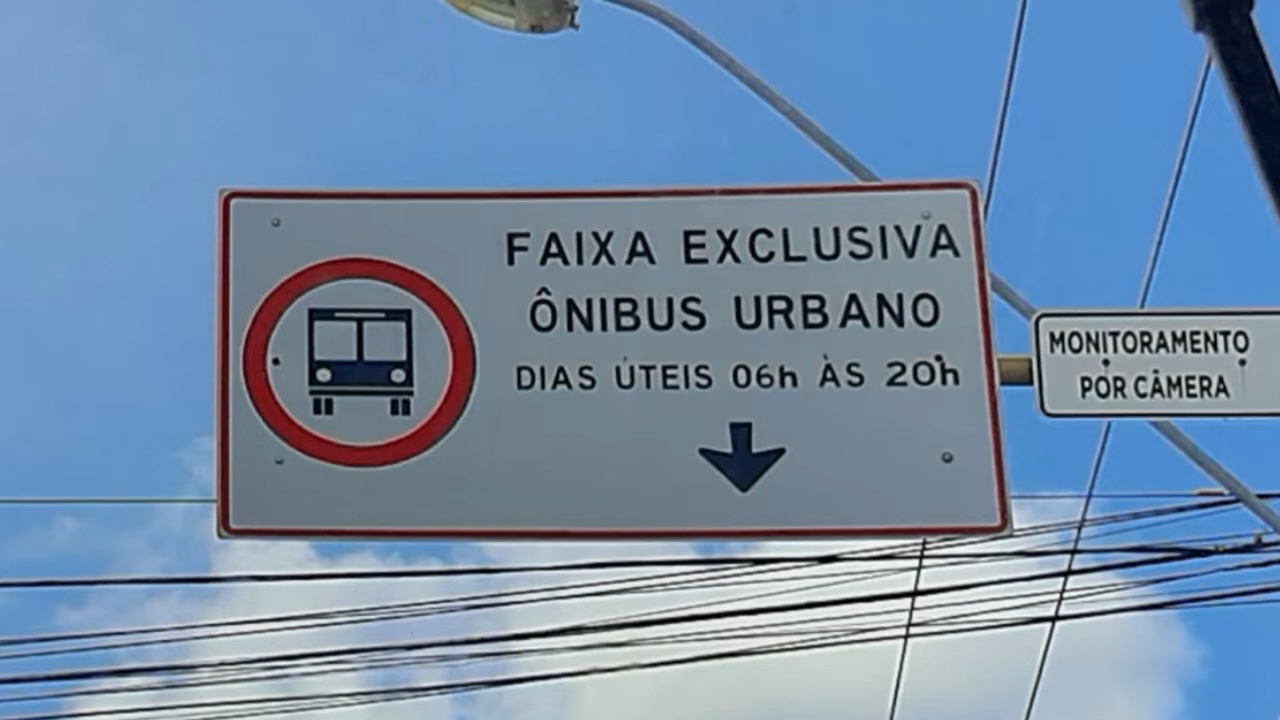 FAIXA EXCLUSIVA
ÔNIBUS URBANO
DIAS ÚTEIS 06h ÀS 20h
MONITORAMENTO
POR CÂMERA